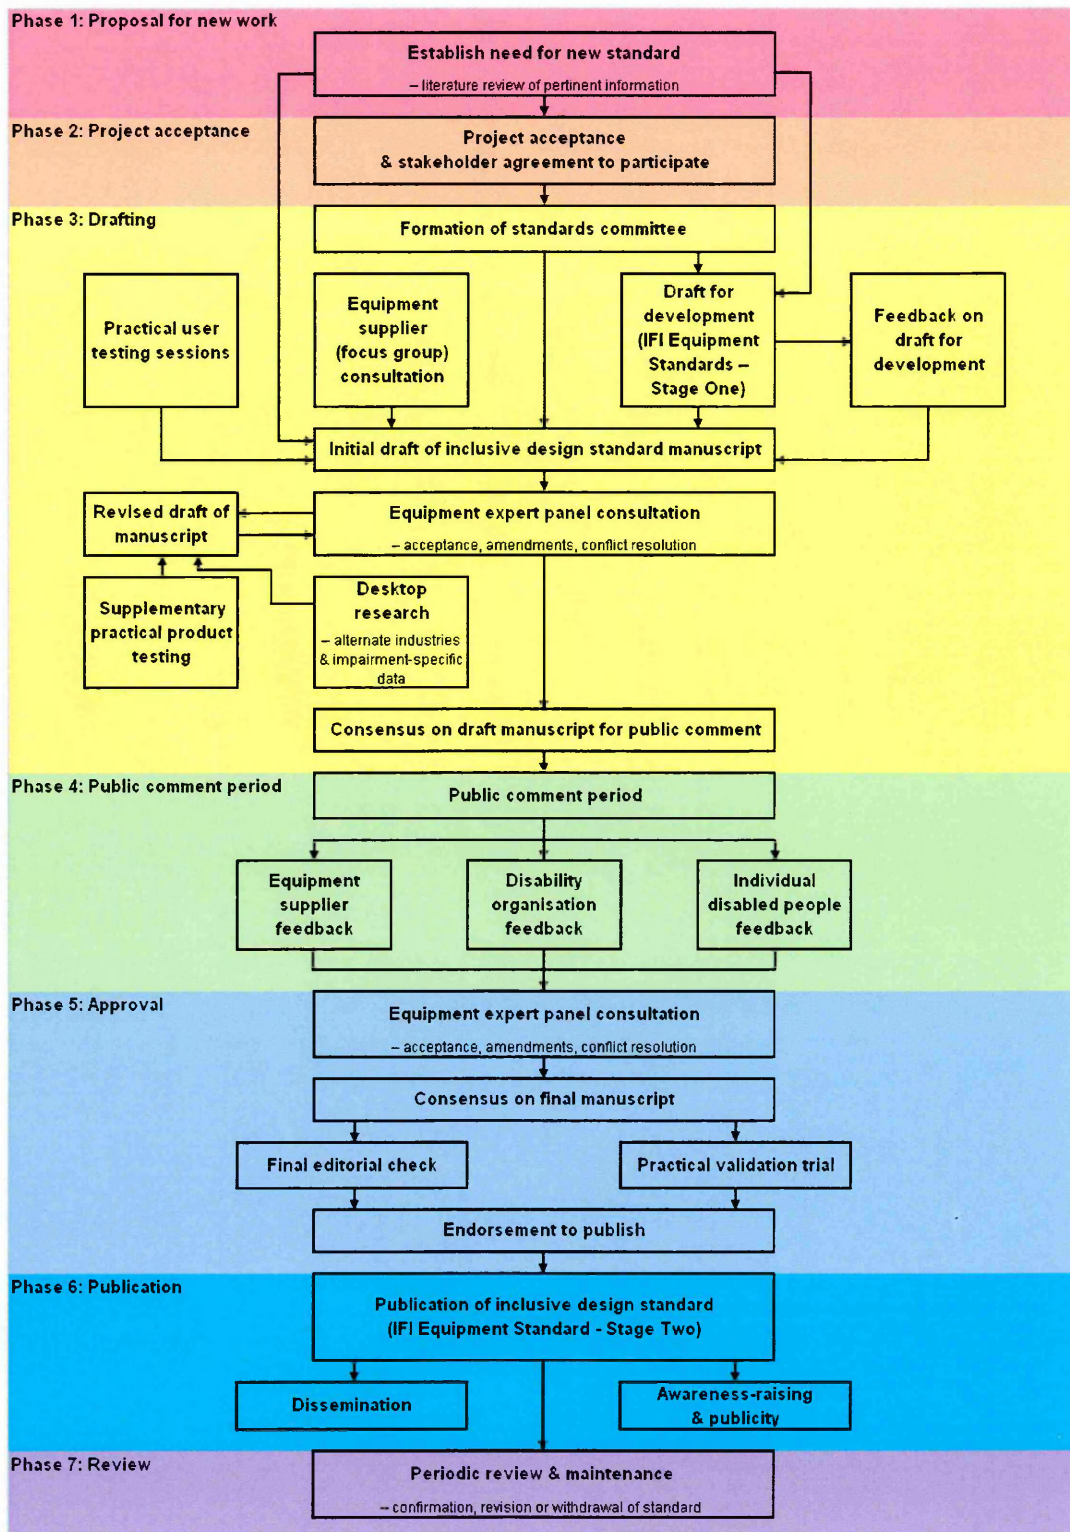 Phase 1: Proposal for new work
Establish need for new standard
– literature review of pertinent information
Phase 2: Project acceptance
Project acceptance
& stakeholder agreement to participate
Phase 3: Drafting
Formation of standards committee
Practical user
testing sessions
Equipment
supplier
(focus group)
consultation
Draft for
development
(IFI Equipment
Standards –
Stage One)
Feedback on
draft for
development
Initial draft of inclusive design standard manuscript
Revised draft of
manuscript
Equipment expert panel consultation
– acceptance, amendments, conflict resolution
Supplementary
practical product
testing
Desktop
research
– alternate industries
& impairment-specific
data
Consensus on draft manuscript for public comment
Phase 4: Public comment period
Public comment period
Equipment
supplier
feedback
Disability
organisation
feedback
Individual
disabled people
feedback
Phase 5: Approval
Equipment expert panel consultation
– acceptance, amendments, conflict resolution
Consensus on final manuscript
Final editorial check
Practical validation trial
Endorsement to publish
Phase 6: Publication
Publication of inclusive design standard
(IFI Equipment Standard - Stage Two)
Dissemination
Awareness-raising
& publicity
Phase 7: Review
Periodic review & maintenance
– confirmation, revision or withdrawal of standard